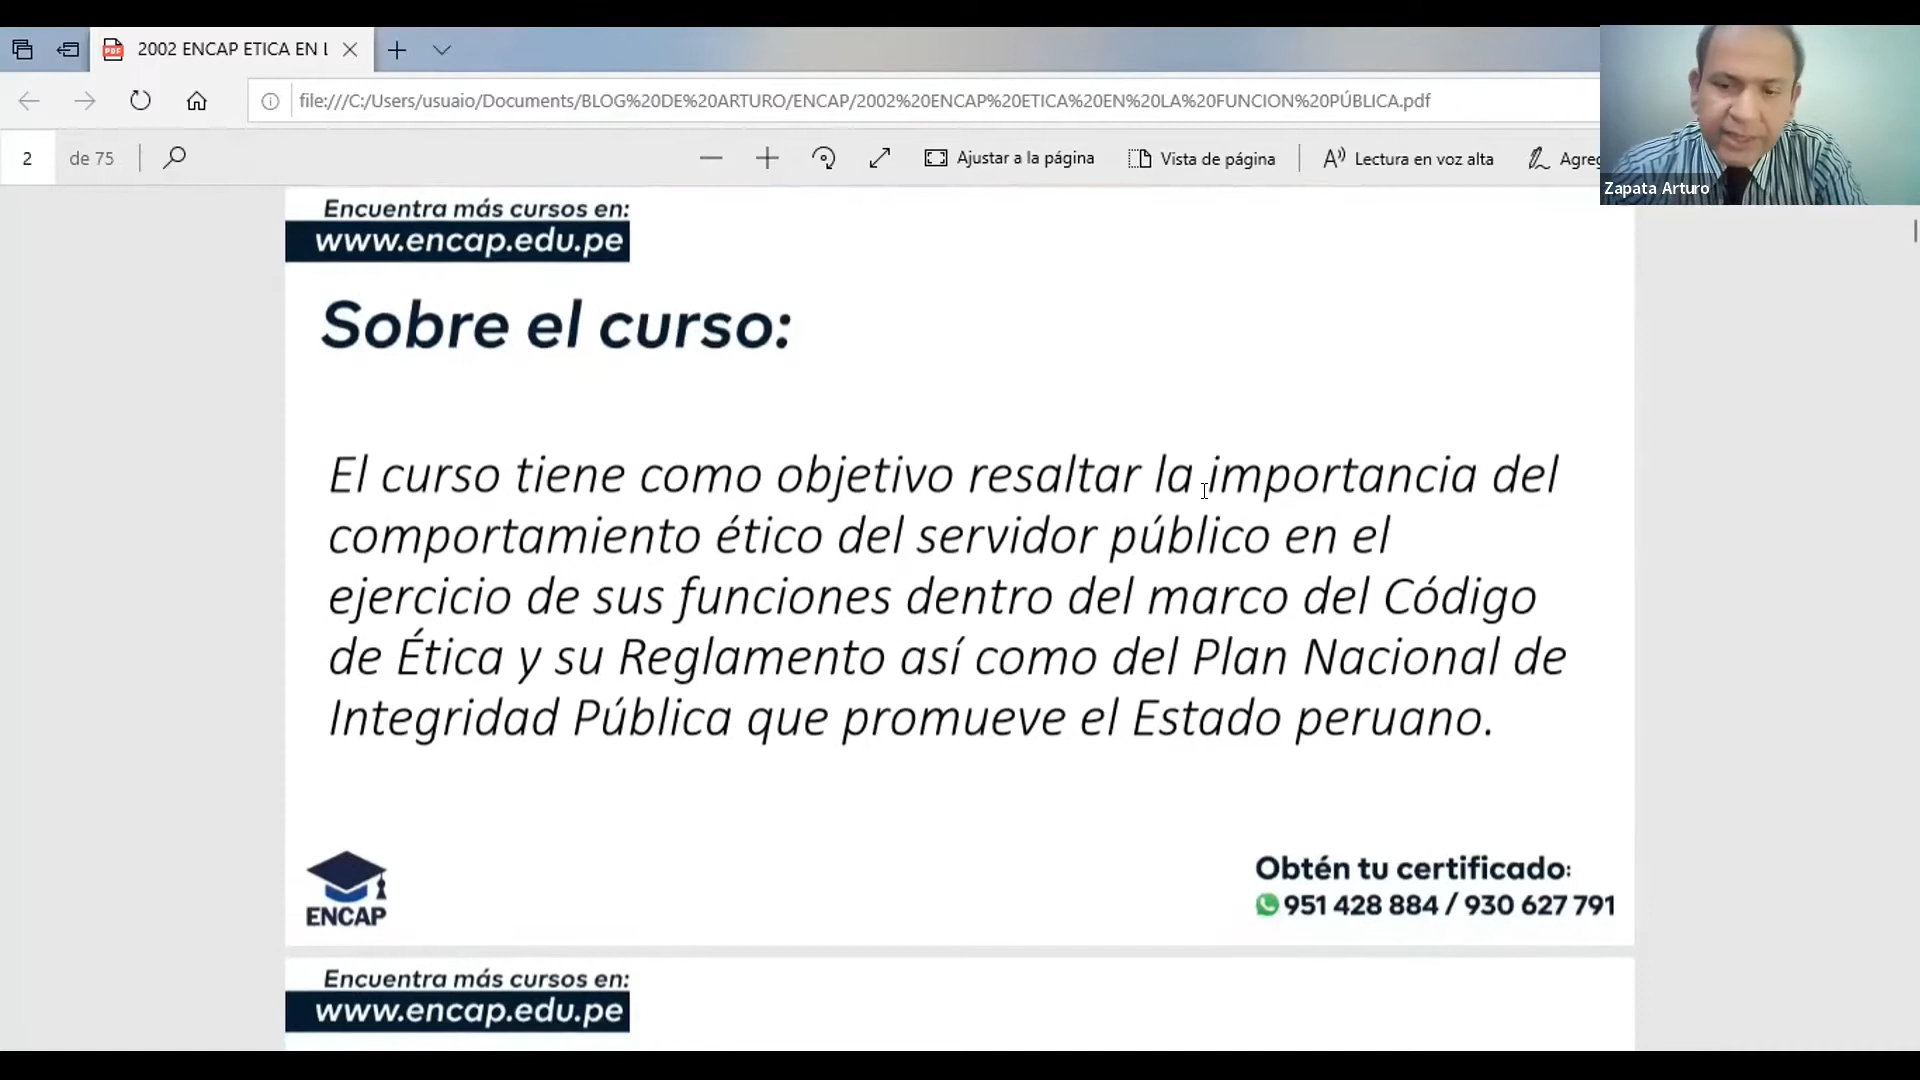 2002 ENCAP ETICA EN L
file:///C:/Users/usuaio/Documents/BLOG%20DE%20ARTURO/ENCAP/2002%20ENCAP%20ETICA%20EN%20LA%20FUNCION%20PÚBLICA.pdf
2 de 75
Ajustar a la página
Vista de página
Lectura en voz alta
Agreg
Zapata Arturo
Encuentra más cursos en:
www.encap.edu.pe
Sobre el curso:
El curso tiene como objetivo resaltar la importancia del
comportamiento ético del servidor público en el
ejercicio de sus funciones dentro del marco del Código
de Ética y su Reglamento así como del Plan Nacional de
Integridad Pública que promueve el Estado peruano.
ENCAP
Obtén tu certificado:
951 428 884 / 930 627 791
Encuentra más cursos en:
www.encap.edu.pe